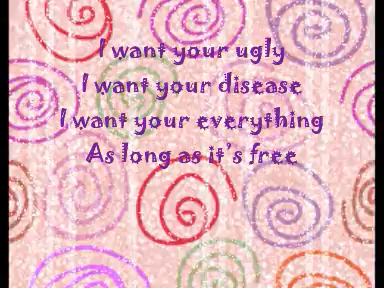 I want your ugly
I want your disease
I want your everything
As long as it's free